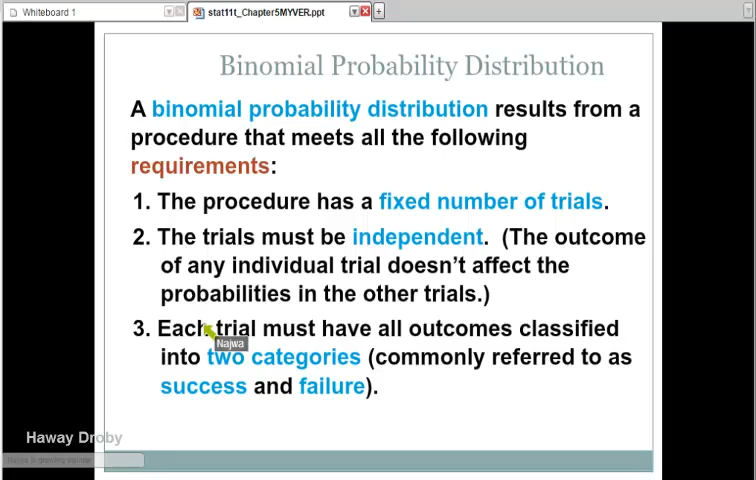 Whiteboard 1
stat11t_Chapter5MYVER.ppt
Binomial Probability Distribution
A binomial probability distribution results from a
procedure that meets all the following
requirements:
1. The procedure has a fixed number of trials.
2. The trials must be independent. (The outcome
of any individual trial doesn't affect the
probabilities in the other trials.)
3. Each trial must have all outcomes classified
Najwa
into two categories (commonly referred to as
success and failure).
Haway Droby